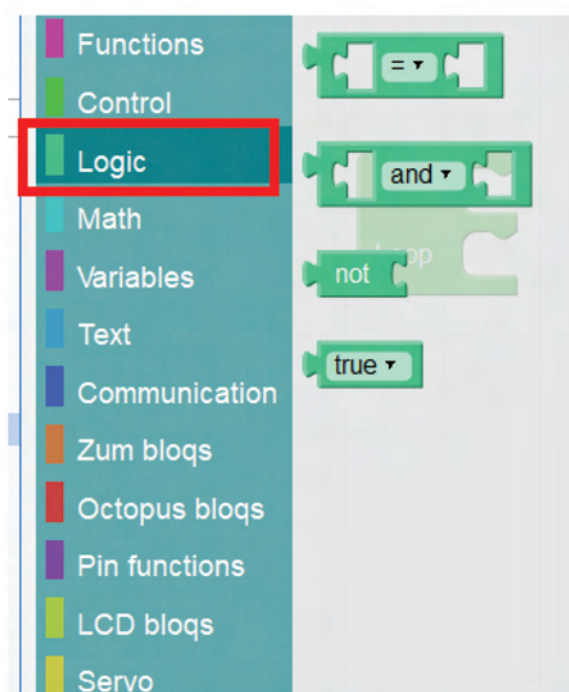 Functions
Control
Logic
Math
Variables
Text
Communication
Zum bloqs
Octopus bloqs
Pin functions
LCD bloqs
Servo
=
and
Loop
not
true